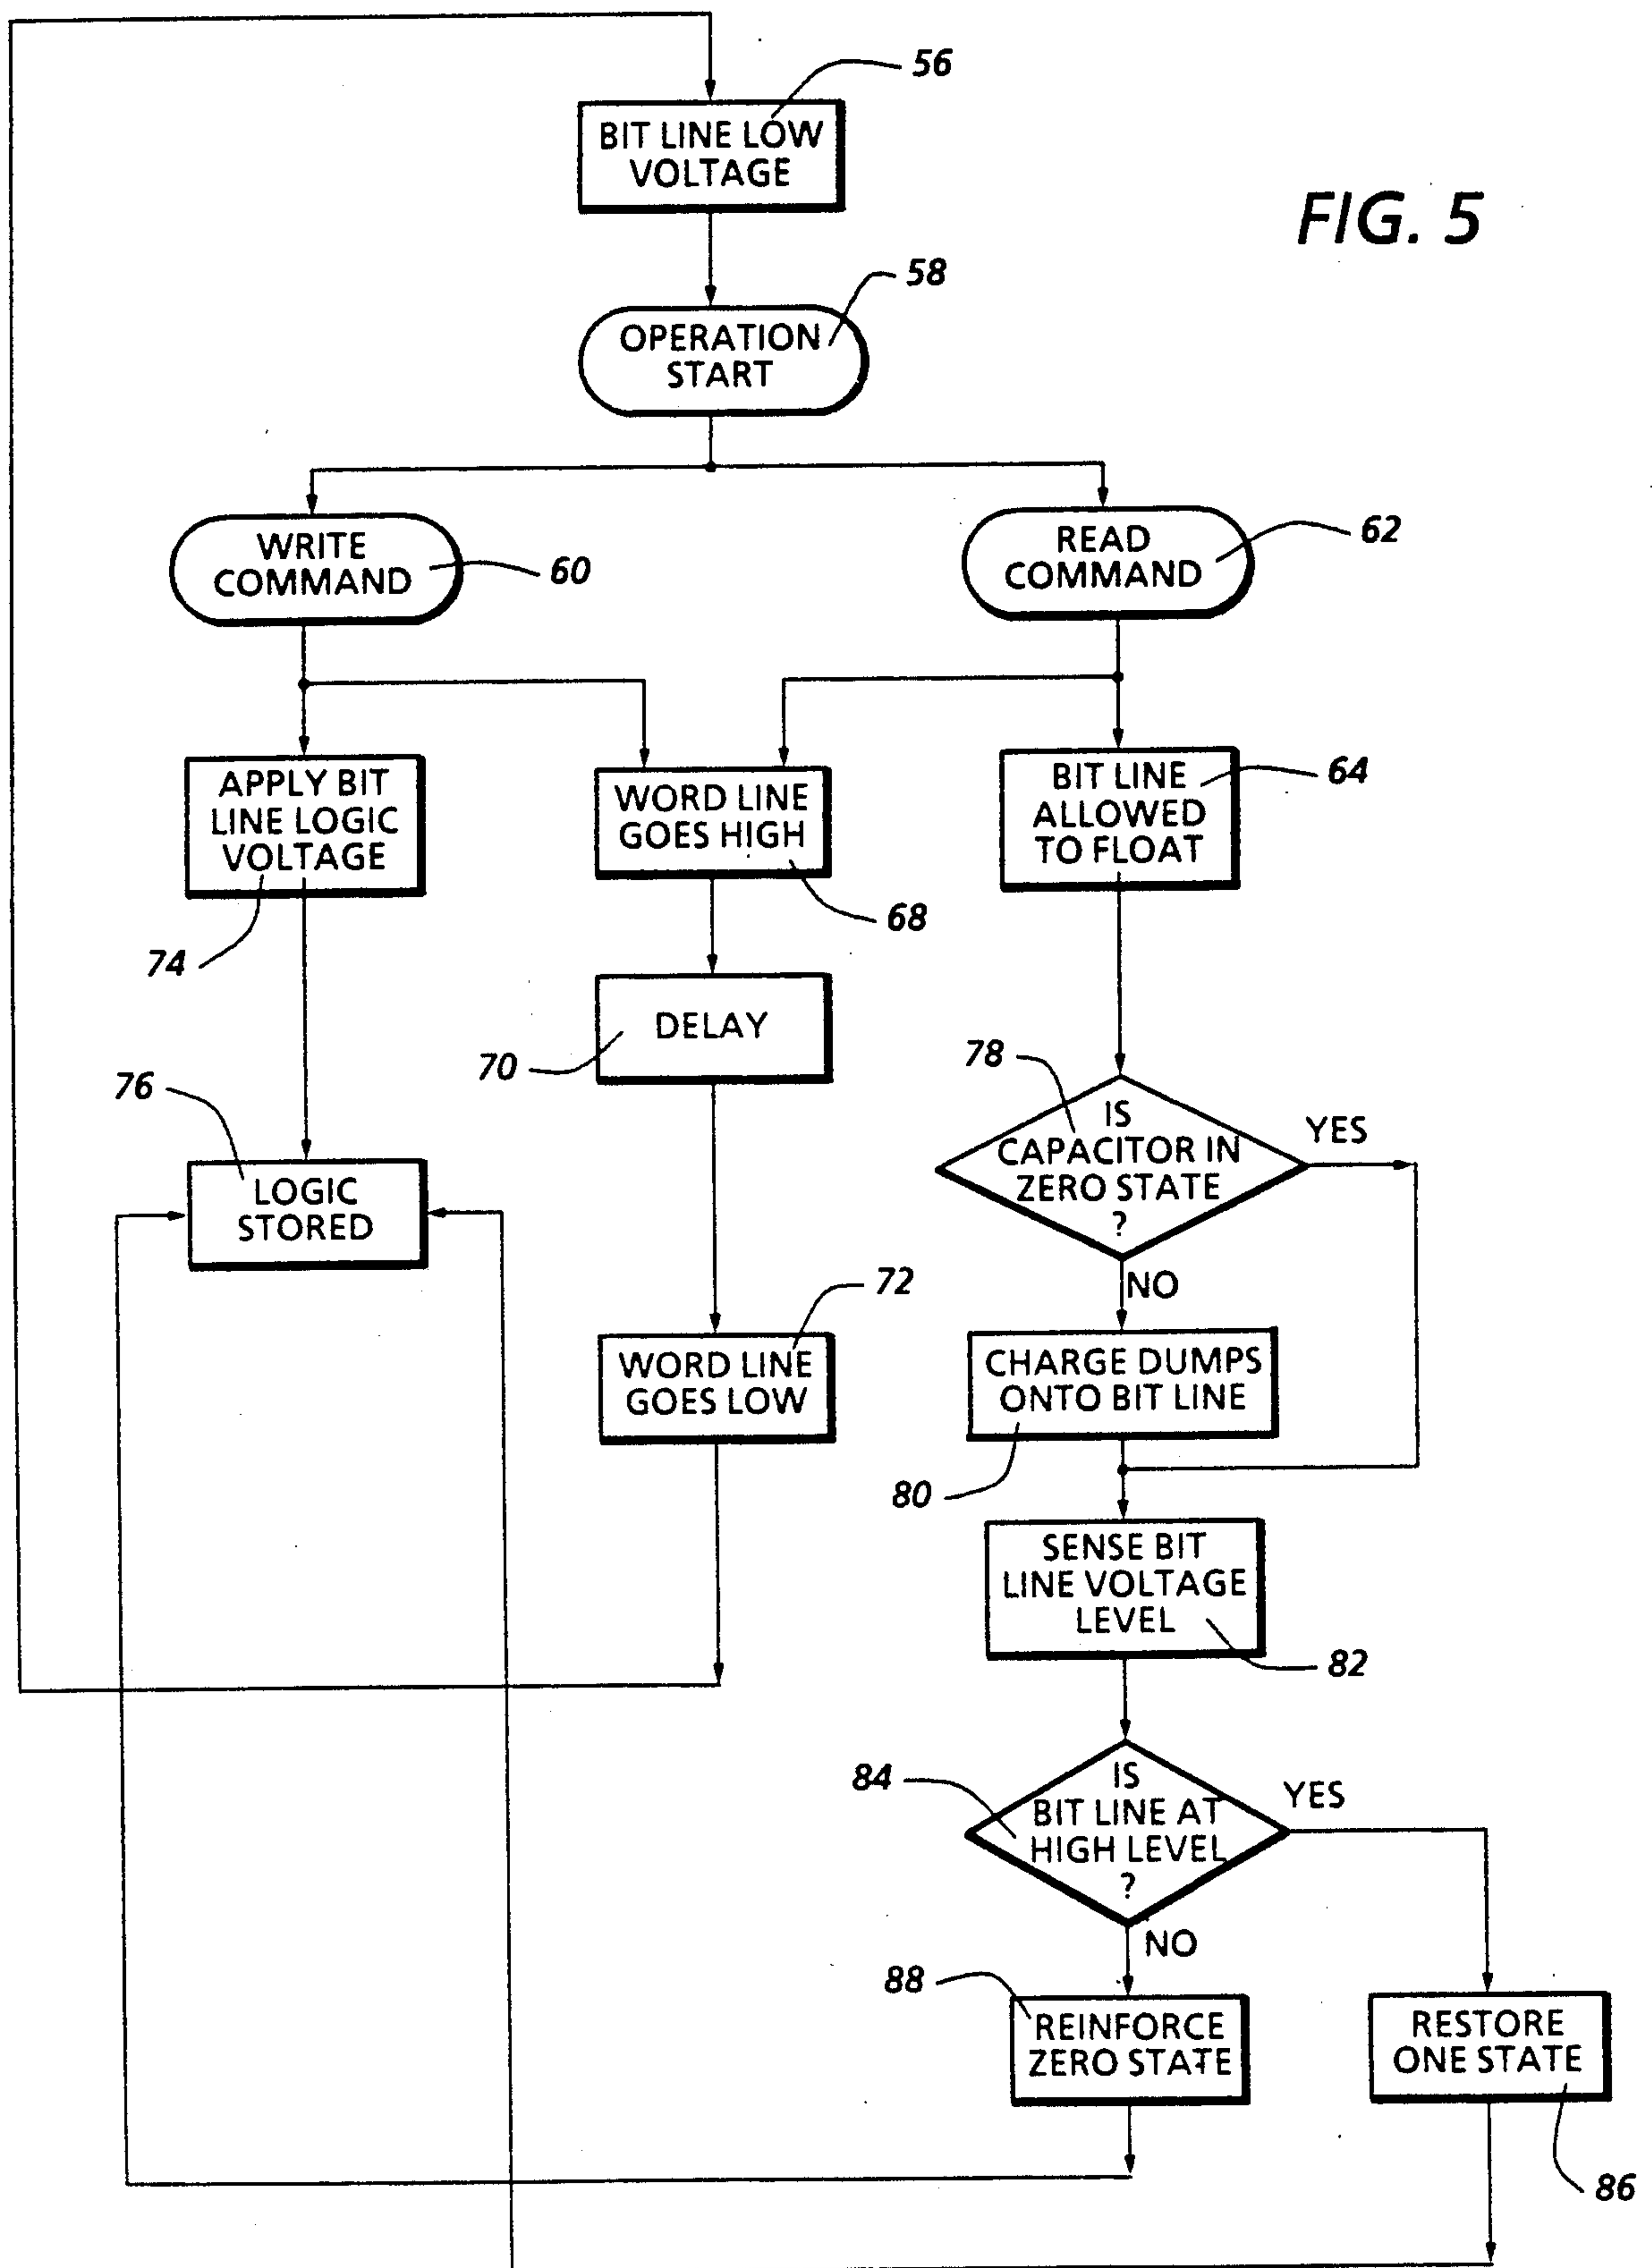 56
BIT LINE LOW
VOLTAGE
FIG. 5
58
OPERATION
START
WRITE
COMMAND
60
READ
COMMAND
62
APPLY BIT
LINE LOGIC
VOLTAGE
74
WORD LINE
GOES HIGH
68
BIT LINE
ALLOWED
TO FLOAT
64
DELAY
70
76
LOGIC
STORED
78
IS
CAPACITOR IN
ZERO STATE
?
YES
NO
72
WORD LINE
GOES LOW
CHARGE DUMPS
ONTO BIT LINE
80
SENSE BIT
LINE VOLTAGE
LEVEL
82
84
IS
BIT LINE AT
HIGH LEVEL
?
YES
NO
88
REINFORCE
ZERO STATE
RESTORE
ONE STATE
86